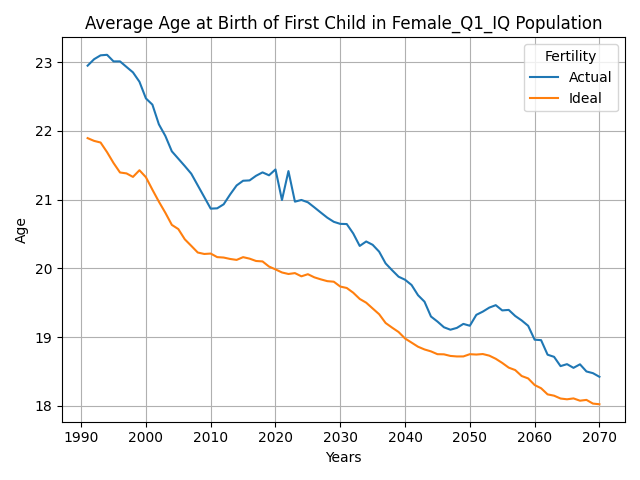 Average Age at Birth of First Child in Female_Q1_IQ Population
Fertility
Actual
Ideal
23
22
21
20
19
18
Age
1990 2000 2010 2020 2030 2040 2050 2060 2070
Years